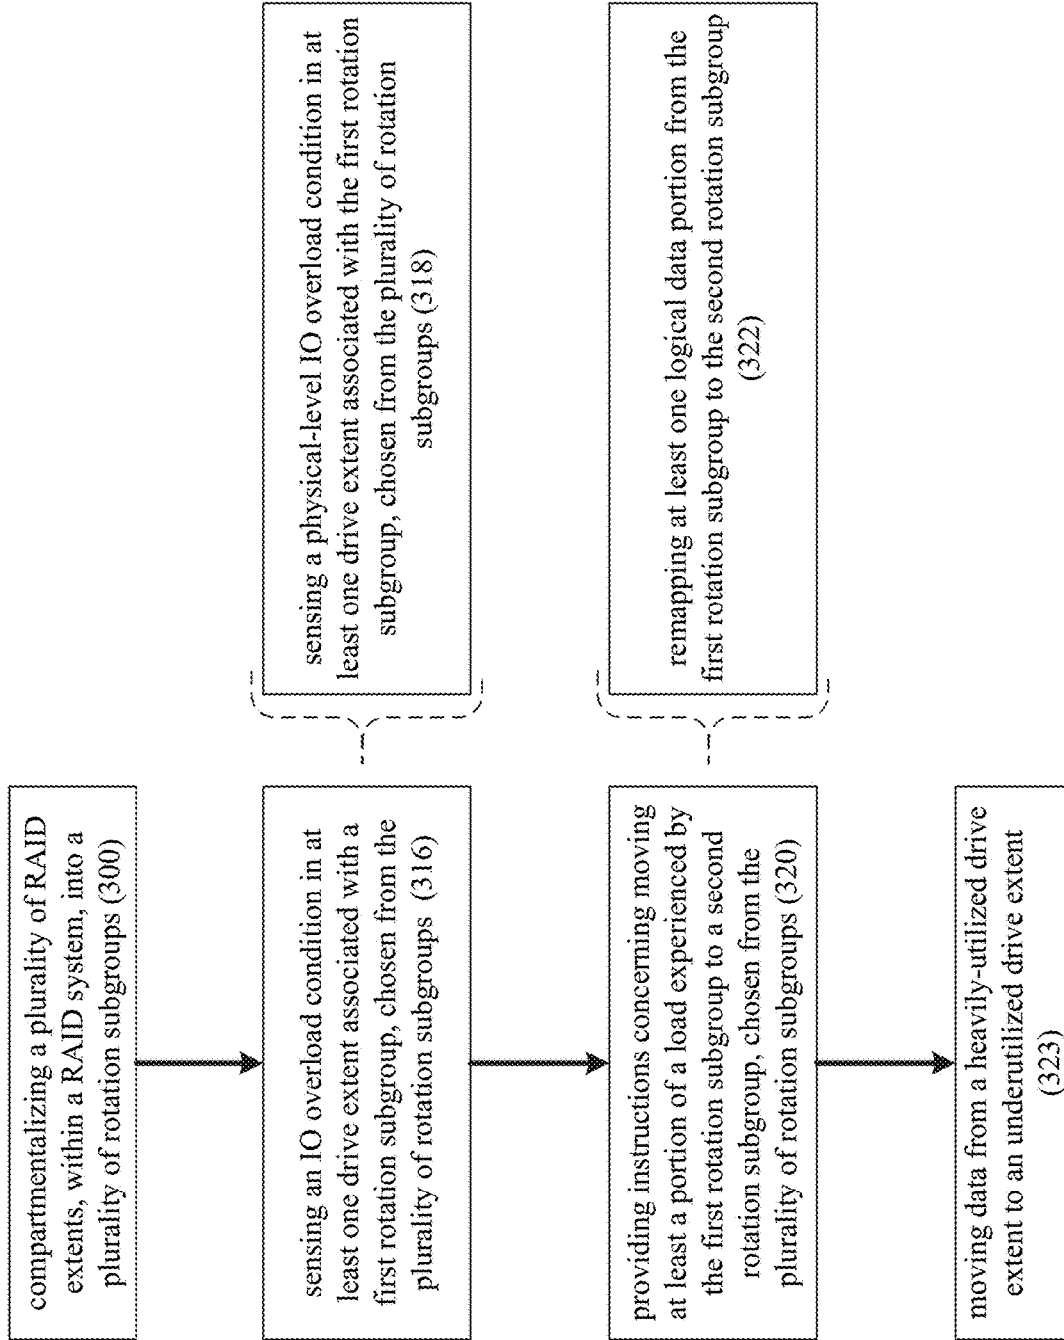 compartmentalizing a plurality of RAID
extents, within a RAID system, into a
plurality of rotation subgroups (300)
sensing an IO overload condition in at
least one drive extent associated with a
first rotation subgroup, chosen from the
plurality of rotation subgroups (316)
sensing a physical-level IO overload condition in at
least one drive extent associated with the first rotation
subgroup, chosen from the plurality of rotation
subgroups (318)
providing instructions concerning moving
at least a portion of a load experienced by
the first rotation subgroup to a second
rotation subgroup, chosen from the
plurality of rotation subgroups (320)
remapping at least one logical data portion from the
first rotation subgroup to the second rotation subgroup
(322)
moving data from a heavily-utilized drive
extent to an underutilized drive extent
(323)